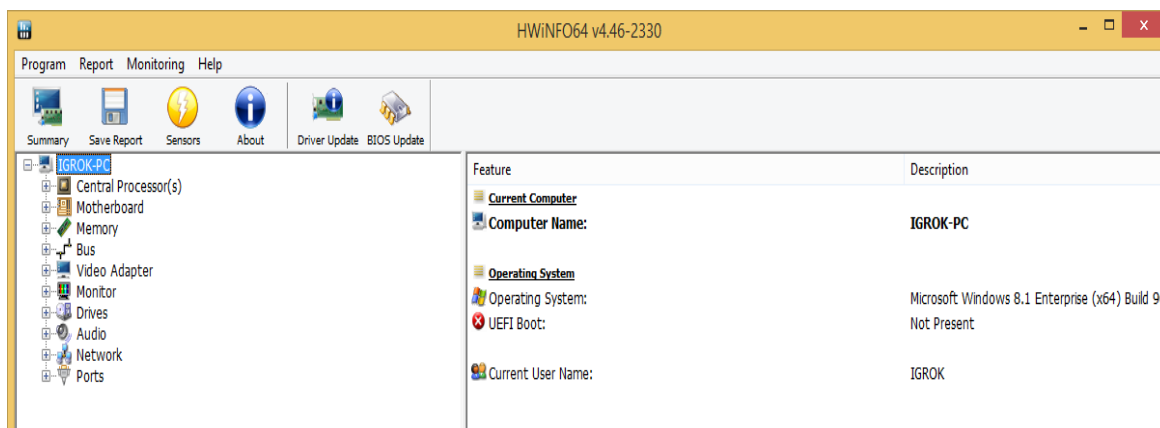 HWiNFO64 v4.46-2330
Program Report Monitoring Help
Summary Save Report Sensors About Driver Update BIOS Update
IGROK-PC
Central Processor(s)
Motherboard
Memory
Bus
Video Adapter
Monitor
Drives
Audio
Network
Ports
Feature Description
Current Computer
Computer Name: IGROK-PC
Operating System
Operating System: Microsoft Windows 8.1 Enterprise (x64) Build 9
UEFI Boot: Not Present
Current User Name: IGROK